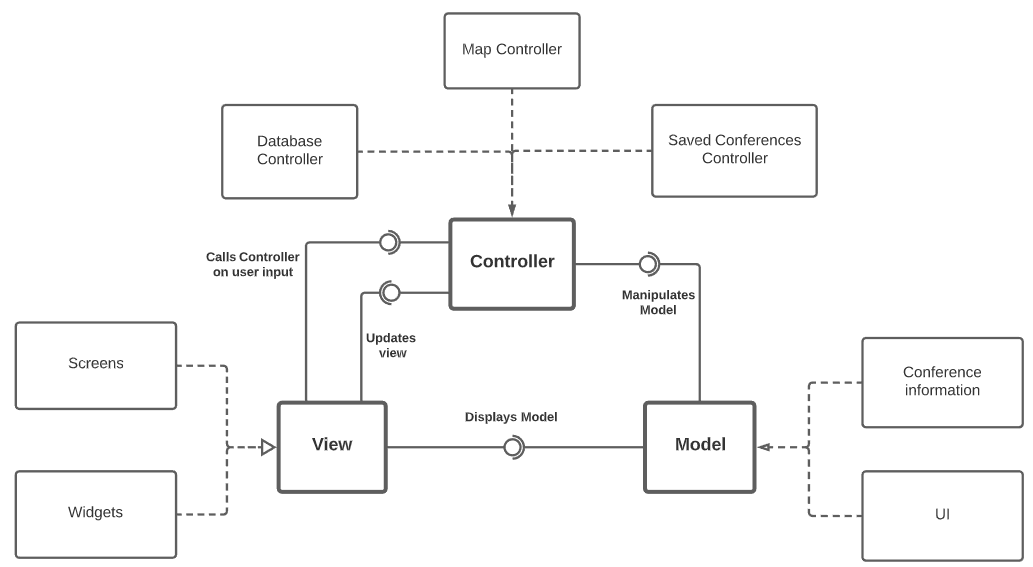 Map Controller
Database
Controller
Saved Conferences
Controller
Controller
Calls Controller
on user input
Manipulates
Model
Updates
view
Screens
Conference
information
Displays Model
View
Model
Widgets
UI